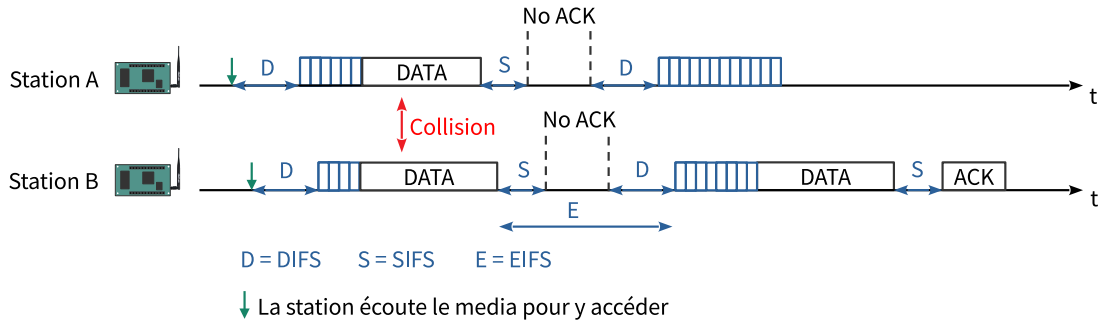 No ACK
Station A
D
DATA
S
D
t
Collision
No ACK
Station B
D
DATA
S
D
DATA
S
ACK
t
E
D = DIFS S = SIFS E = EIFS
La station écoute le media pour y accéder